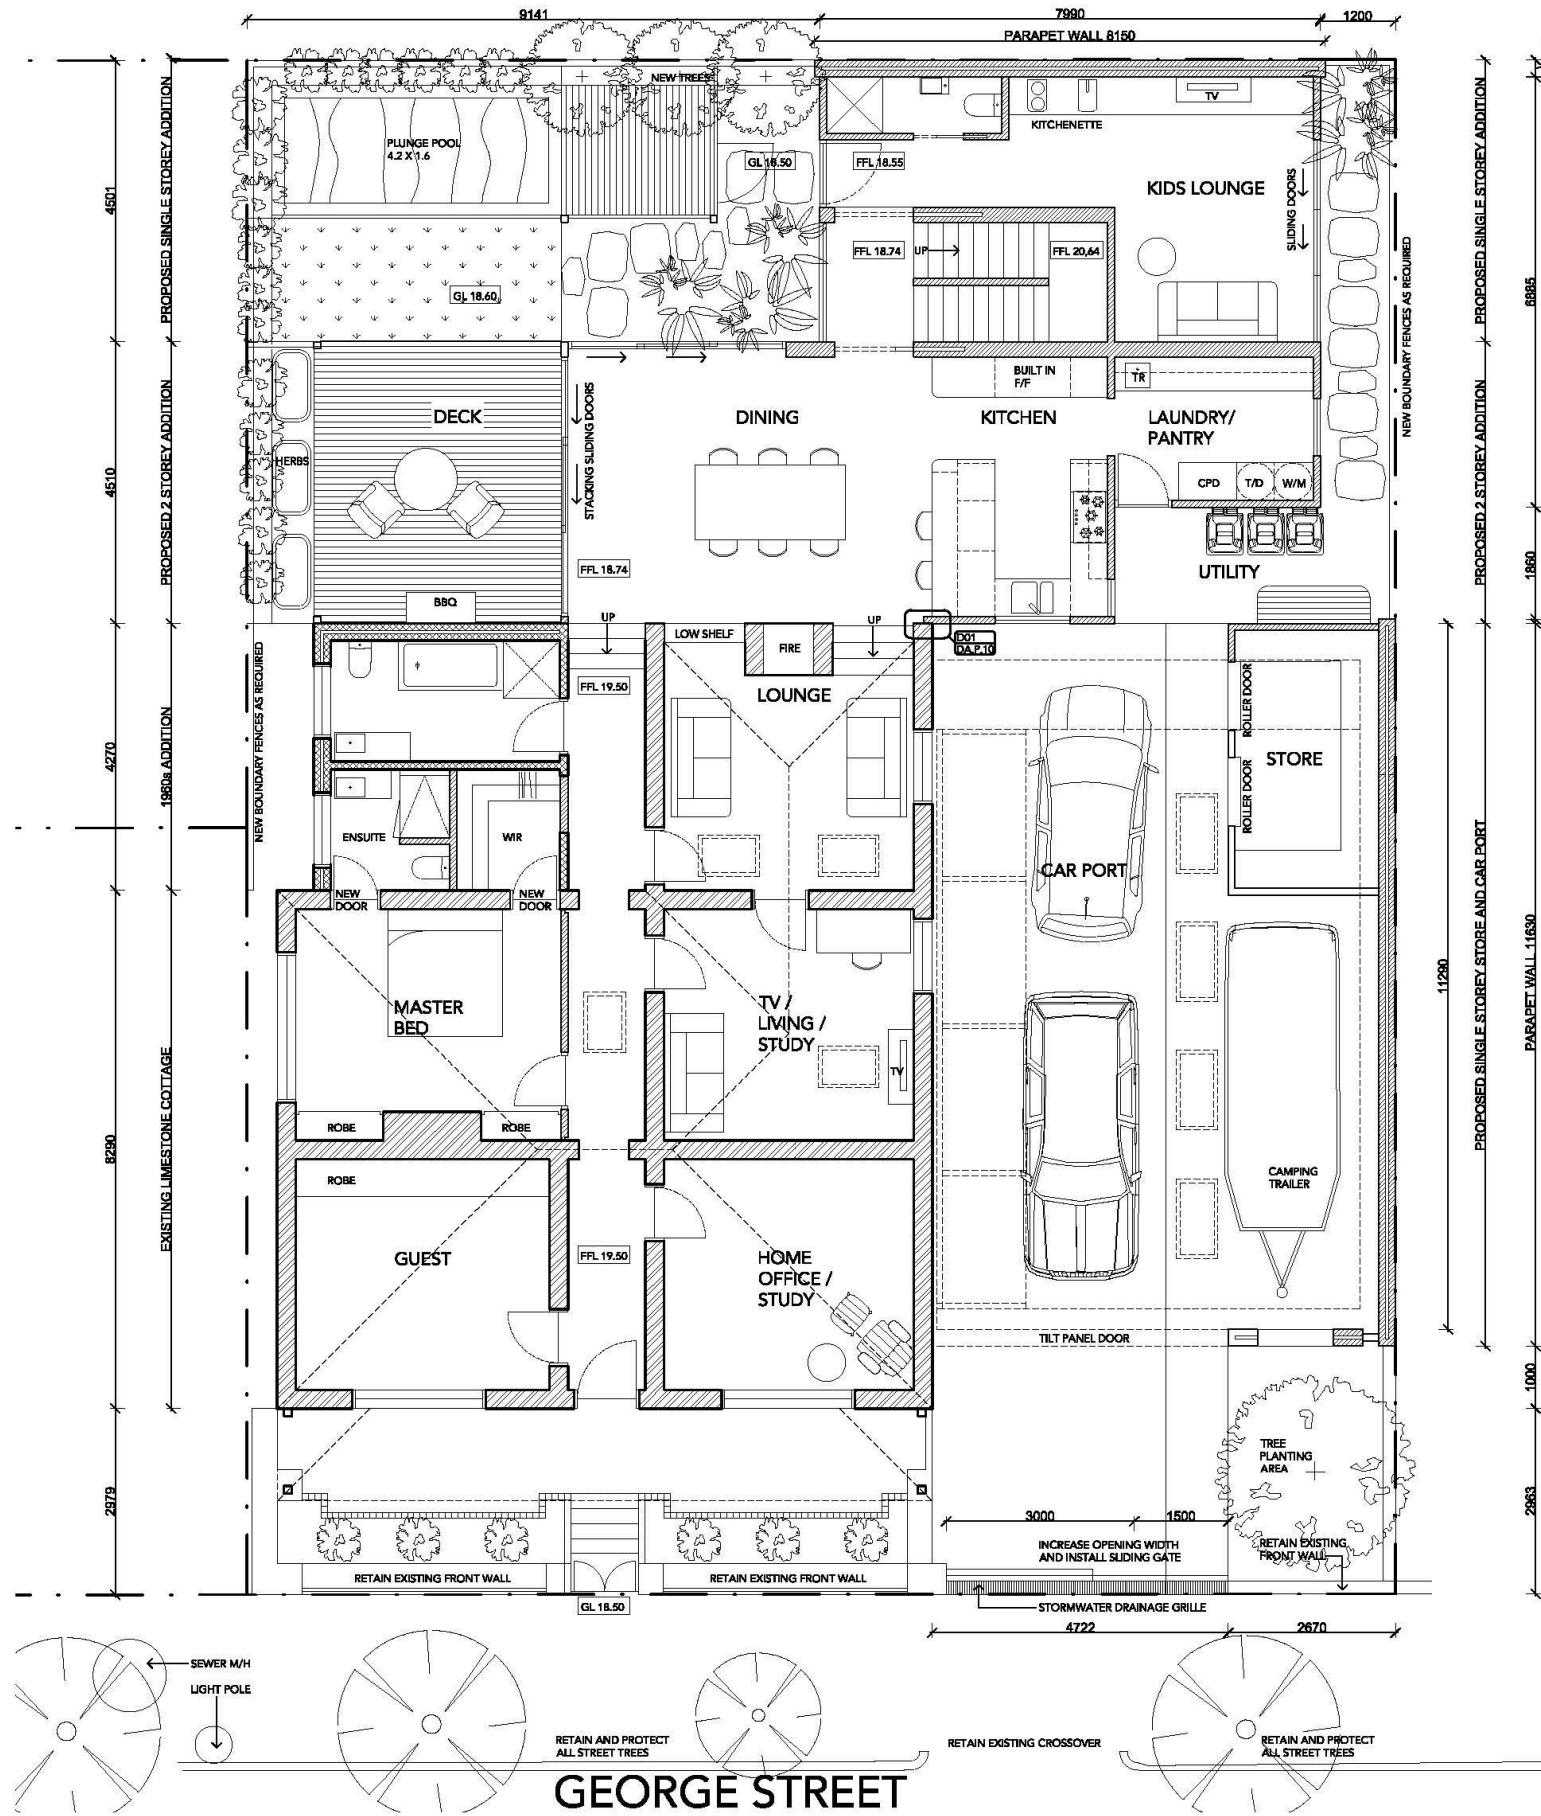 9141
7990
1200
PARAPET WALL 8150
NEW TREES
TV
KITCHENETTE
PLUNGE POOL
4.2 X 1.6
GL 18.50
FFL 18.55
KIDS LOUNGE
SLIDING DOORS
4501
PROPOSED SINGLE STOREY ADDITION
PROPOSED SINGLE STOREY ADDITION
6885
NEW BOUNDARY FENCES AS REQUIRED
FFL 18.74
UP
FFL 20,64
GL 18.60
BUILT IN
F/F
TR
DECK
DINING
KITCHEN
LAUNDRY/
PANTRY
STACKING SLIDING DOORS
HERBS
4510
PROPOSED 2 STOREY ADDITION
PROPOSED 2 STOREY ADDITION
CPD
T/D
W/M
1860
FFL 18.74
UTILITY
BBQ
UP
LOW SHELF
FIRE
UP
D01
DA.P.10
FFL 19.50
LOUNGE
NEW BOUNDARY FENCES AS REQUIRED
4270
1960s ADDITION
ROLLER DOOR
STORE
ROLLER DOOR
ENSUITE
WIR
CAR PORT
NEW
DOOR
NEW
DOOR
MASTER
BED
TV /
LIVING /
STUDY
TV
11290
PROPOSED SINGLE STOREY STORE AND CAR PORT
PARAPET WALL 11630
ROBE
ROBE
8290
EXISTING LIMESTONE COTTAGE
ROBE
CAMPING
TRAILER
GUEST
FFL 19.50
HOME
OFFICE /
STUDY
TILT PANEL DOOR
1000
TREE
PLANTING
AREA
2979
2963
3000
1500
INCREASE OPENING WIDTH
AND INSTALL SLIDING GATE
RETAIN EXISTING
FRONT WALL
RETAIN EXISTING FRONT WALL
RETAIN EXISTING FRONT WALL
GL 18.50
STORMWATER DRAINAGE GRILLE
4722
2670
SEWER M/H
LIGHT POLE
RETAIN AND PROTECT
ALL STREET TREES
RETAIN EXISTING CROSSOVER
RETAIN AND PROTECT
ALL STREET TREES
GEORGE STREET